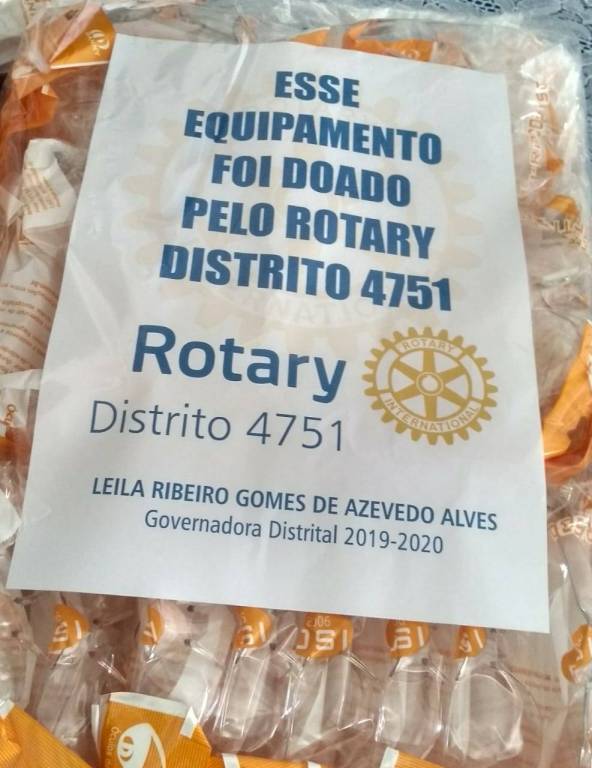 ESSE
EQUIPAMENTO
FOI DOADO
PELO ROTARY
DISTRITO 4751
Rotary
ROTARY
INTERNATIONAL
Distrito 4751
LEILA RIBEIRO GOMES DE AZEVEDO ALVES
Governadora Distrital 2019-2020